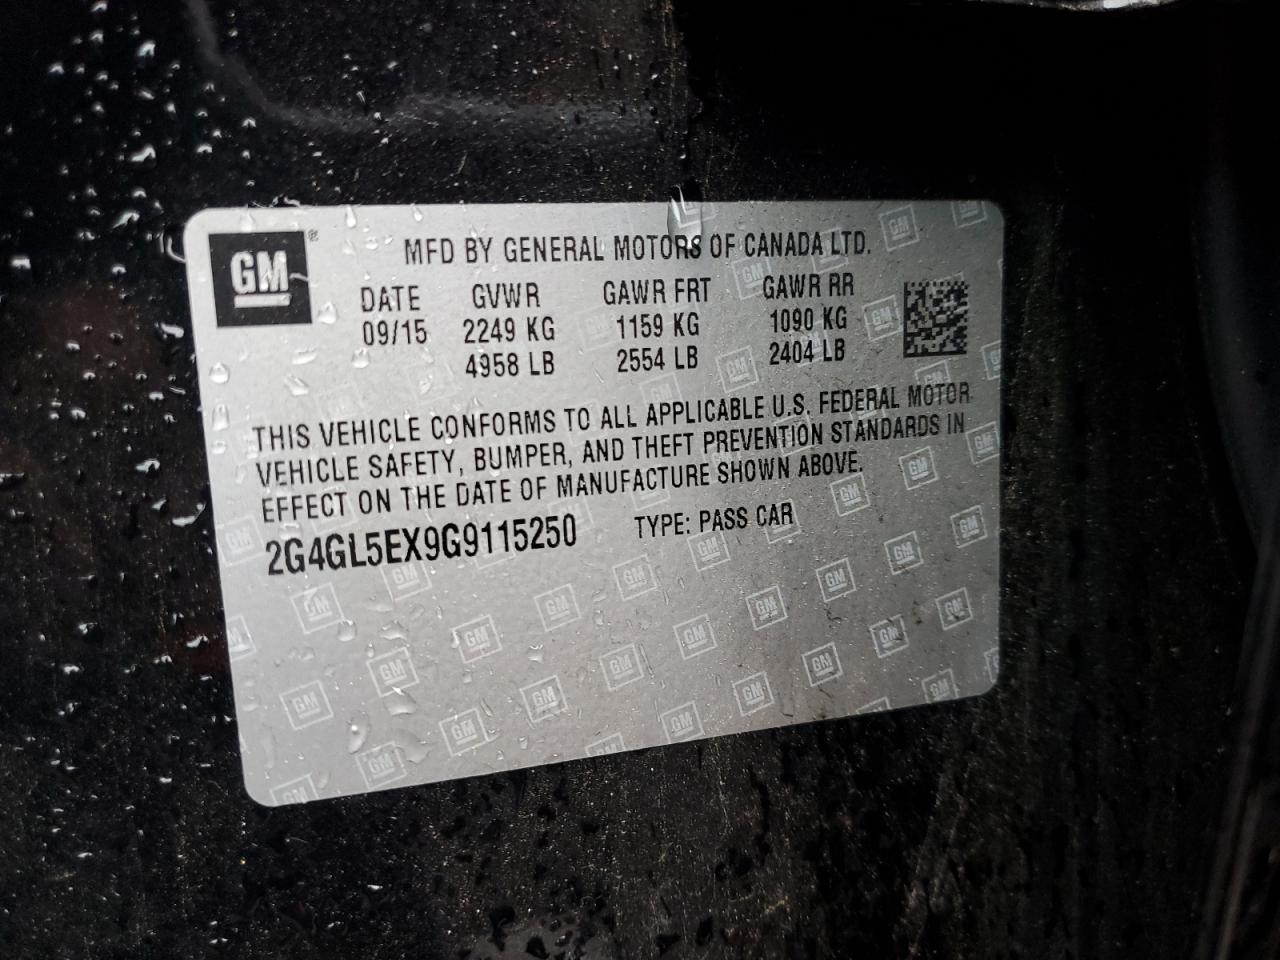 GM ®
MFD BY GENERAL MOTORS OF CANADA LTD.
DATE GVWR GAWR FRT GAWR RR
09/15 2249 KG 1159 KG 1090 KG
4958 LB 2554 LB 2404 LB
THIS VEHICLE CONFORMS TO ALL APPLICABLE U.S. FEDERAL MOTOR
VEHICLE SAFETY, BUMPER, AND THEFT PREVENTION STANDARDS IN
EFFECT ON THE DATE OF MANUFACTURE SHOWN ABOVE.
2G4GL5EX9G9115250 TYPE: PASS CAR